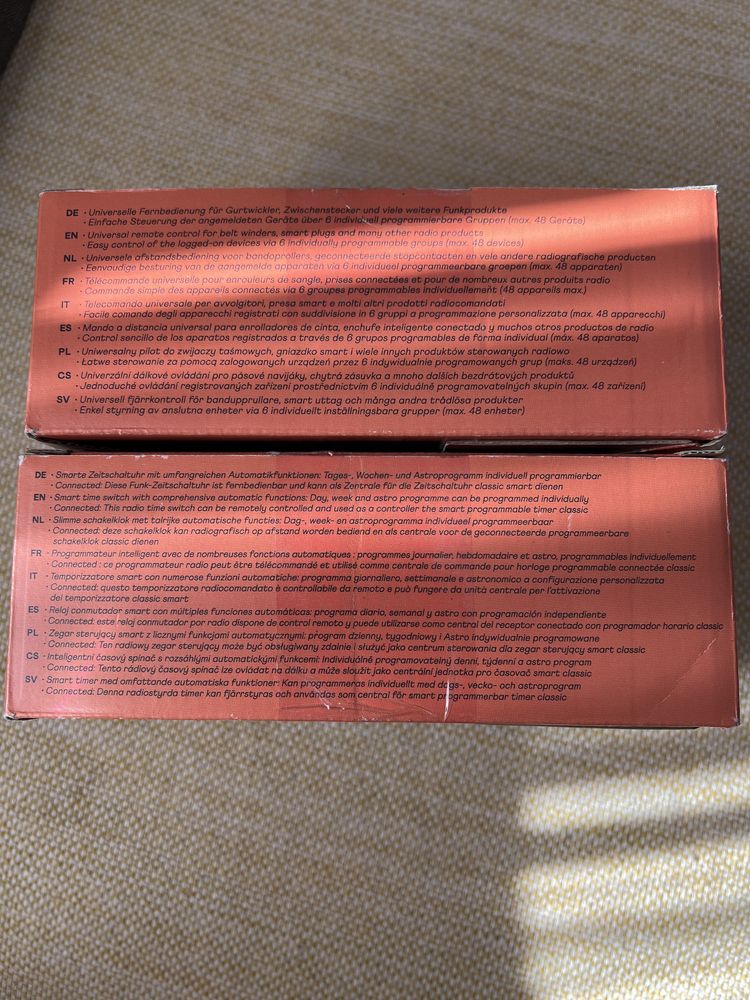 DE · Universelle Fernbedienung für Gurtwickler, Zwischenstecker und viele weitere Funkprodukte
· Einfache Steuerung der angemeldeten Geräte über 6 individuell programmierbare Gruppen (max. 48 Geräte)
EN · Universal remote control for belt winders, smart plugs and many other radio products
· Easy control of the logged-on devices via 6 individually programmable groups (max. 48 devices)
NL · Universele afstandsbediening voor bandoprollers, geconnecteerde stopcontacten en vele andere radiografische producten
· Eenvoudige besturing van de aangemelde apparaten via 6 individueel programmeerbare groepen (max. 48 apparaten)
FR · Télécommande universelle pour enrouleurs de sangle, prises connectées et pour de nombreux autres produits radio
· Commande simple des appareils connectés via 6 groupes programmables individuellement (48 appareils max.)
IT · Telecomando universale per avvolgitori, presa smart e molti altri prodotti radiocomandati
· Facile comando degli apparecchi registrati con suddivisione in 6 gruppi a programmazione personalizzata (max. 48 apparecchi)
ES · Mando a distancia universal para enrolladores de cinta, enchufe inteligente conectado y muchos otros productos de radio
· Control sencillo de los aparatos registrados a través de 6 grupos programables de forma individual (máx. 48 aparatos)
PL · Uniwersalny pilot do zwijaczy taśmowych, gniazdko smart i wiele innych produktów sterowanych radiowo
· Łatwe sterowanie za pomocą zalogowanych urządzeń przez 6 indywidualnie programowanych grup (maks. 48 urządzeń)
CS · Univerzální dálkové ovládání pro pásové navijáky, chytrá zásuvka a mnoho dalších bezdrátových produktů
· Jednoduché ovládání registrovaných zařízení prostřednictvím 6 individuálně programovatelných skupin (max. 48 zařízení)
SV · Universell fjärrkontroll för bandupprullare, smart uttag och många andra trådlösa produkter
· Enkel styrning av anslutna enheter via 6 individuellt inställningsbara grupper (max. 48 enheter)
DE · Smarte Zeitschaltuhr mit umfangreichen Automatikfunktionen: Tages-, Wochen- und Astroprogramm individuell programmierbar
· Connected: Diese Funk-Zeitschaltuhr ist fernbedienbar und kann als Zentrale für die Zeitschaltuhr classic smart dienen
EN · Smart time switch with comprehensive automatic functions: Day, week and astro programme can be programmed individually
· Connected: This radio time switch can be remotely controlled and used as a controller the smart programmable timer classic
NL · Slimme schakelklok met talrijke automatische functies: Dag-, week- en astroprogramma individueel programmeerbaar
· Connected: deze schakelklok kan radiografisch op afstand worden bediend en als centrale voor de geconnecteerde programmeerbare
schakelklok classic dienen
FR · Programmateur intelligent avec de nombreuses fonctions automatiques : programmes journalier, hebdomadaire et astro, programmables individuellement
· Connected : ce programmateur radio peut être télécommandé et utilisé comme centrale de commande pour horloge programmable connectée classic
IT · Temporizzatore smart con numerose funzioni automatiche: programma giornaliero, settimanale e astronomico a configurazione personalizzata
· Connected: questo temporizzatore radiocomandato è controllabile da remoto e può fungere da unità centrale per l'attivazione
del temporizzatore classic smart
ES · Reloj conmutador smart con múltiples funciones automáticas: programa diario, semanal y astro con programación independiente
· Connected: este reloj conmutador por radio dispone de control remoto y puede utilizarse como central del receptor conectado con programador horario classic
PL · Zegar sterujący smart z licznymi funkcjami automatycznymi: program dzienny, tygodniowy i Astro indywidualnie programowane
· Connected: Ten radiowy zegar sterujący może być obsługiwany zdalnie i służyć jako centrum sterowania dla zegar sterujący smart classic
CS · Inteligentní časový spínač s rozsáhlými automatickými funkcemi: Individuálně programovatelný denní, týdenní a astro program
· Connected: Tento rádiový časový spínač lze ovládat na dálku a může sloužit jako centrální jednotka pro časovač smart classic
SV · Smart timer med omfattande automatiska funktioner: Kan programmeras individuellt med dags-, vecko- och astroprogram
· Connected: Denna radiostyrda timer kan fjärrstyras och användas som central för smart programmerbar timer classic